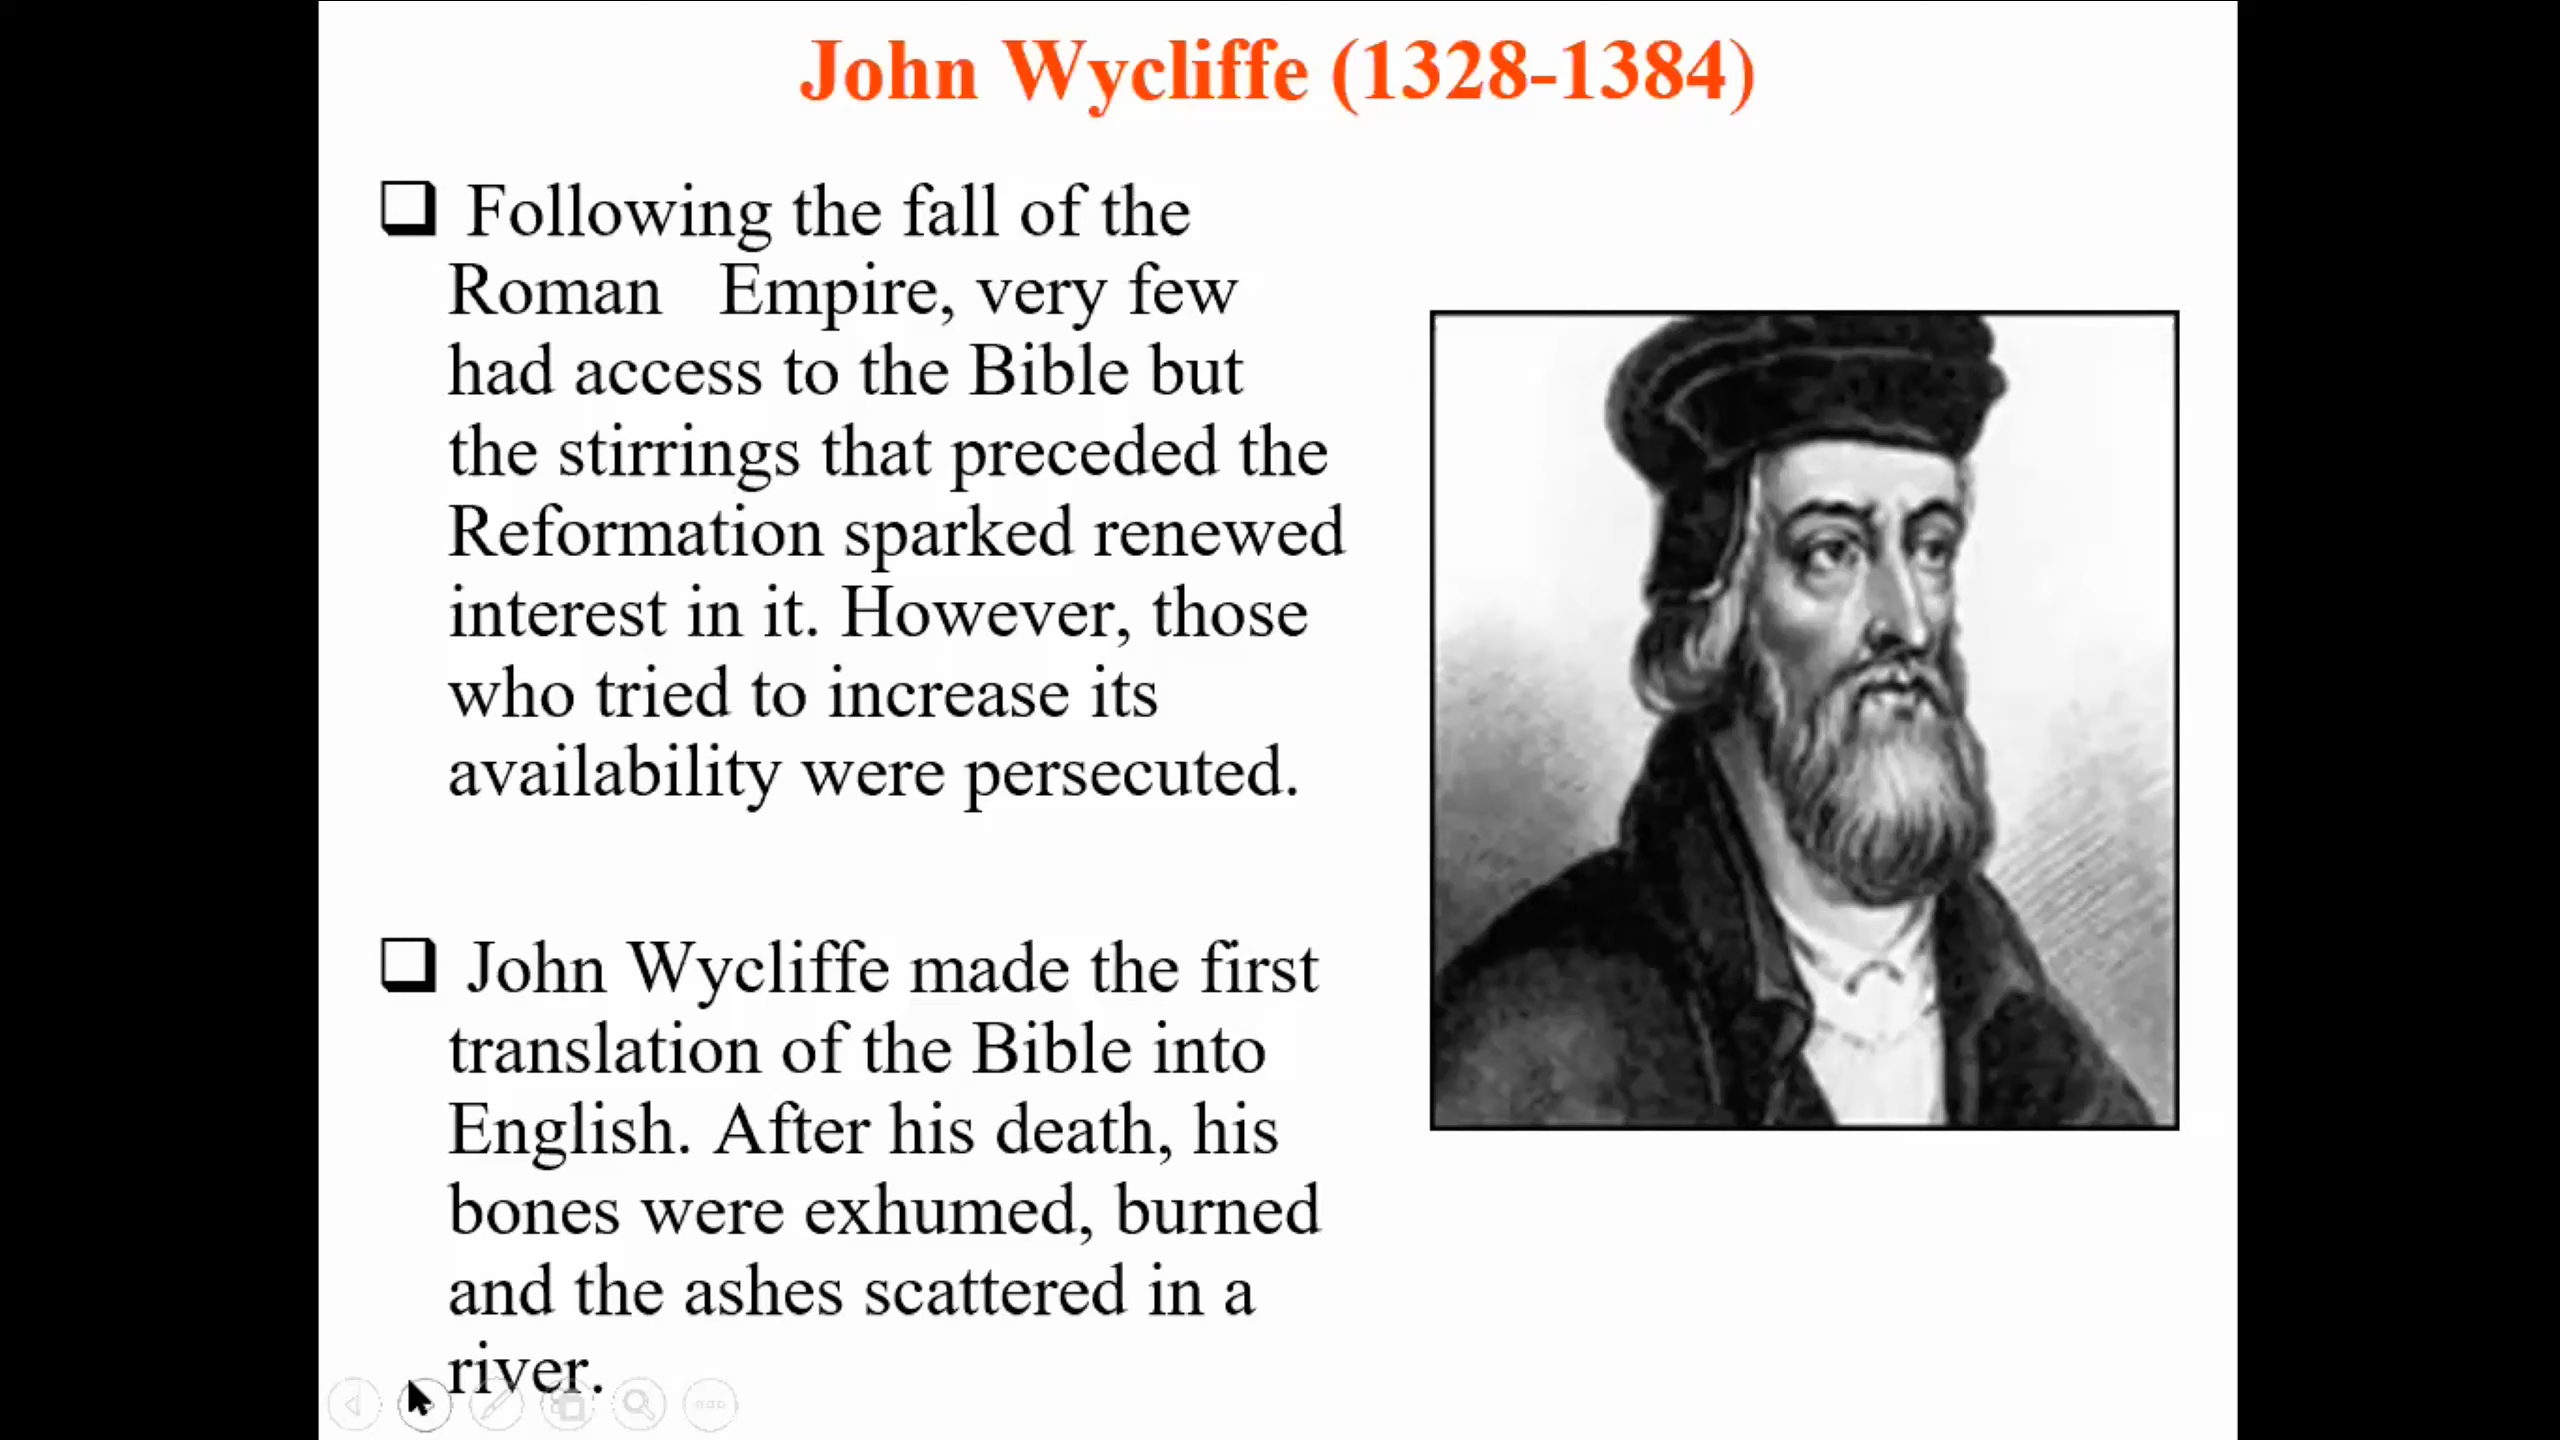 John Wycliffe (1328-1384)
Following the fall of the
Roman Empire, very few
had access to the Bible but
the stirrings that preceded the
Reformation sparked renewed
interest in it. However, those
who tried to increase its
availability were persecuted.
John Wycliffe made the first
translation of the Bible into
English. After his death, his
bones were exhumed, burned
and the ashes scattered in a
river.